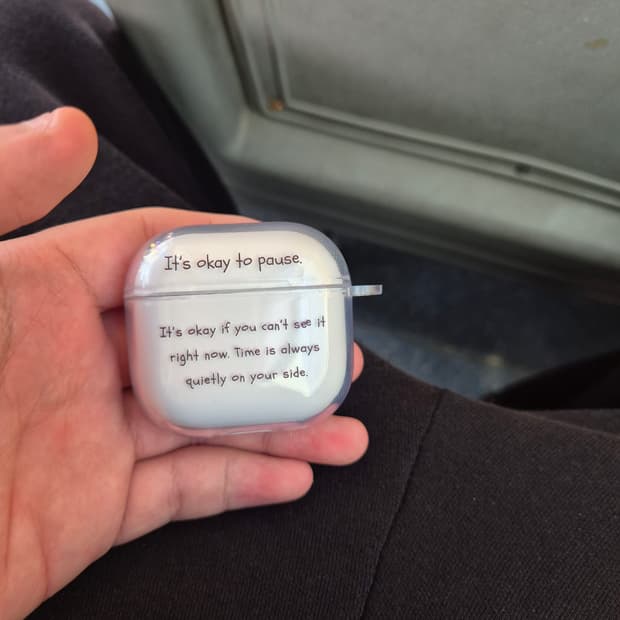 It's okay to pause.
It's okay if you can't see it
right now. Time is always
quietly on your side.